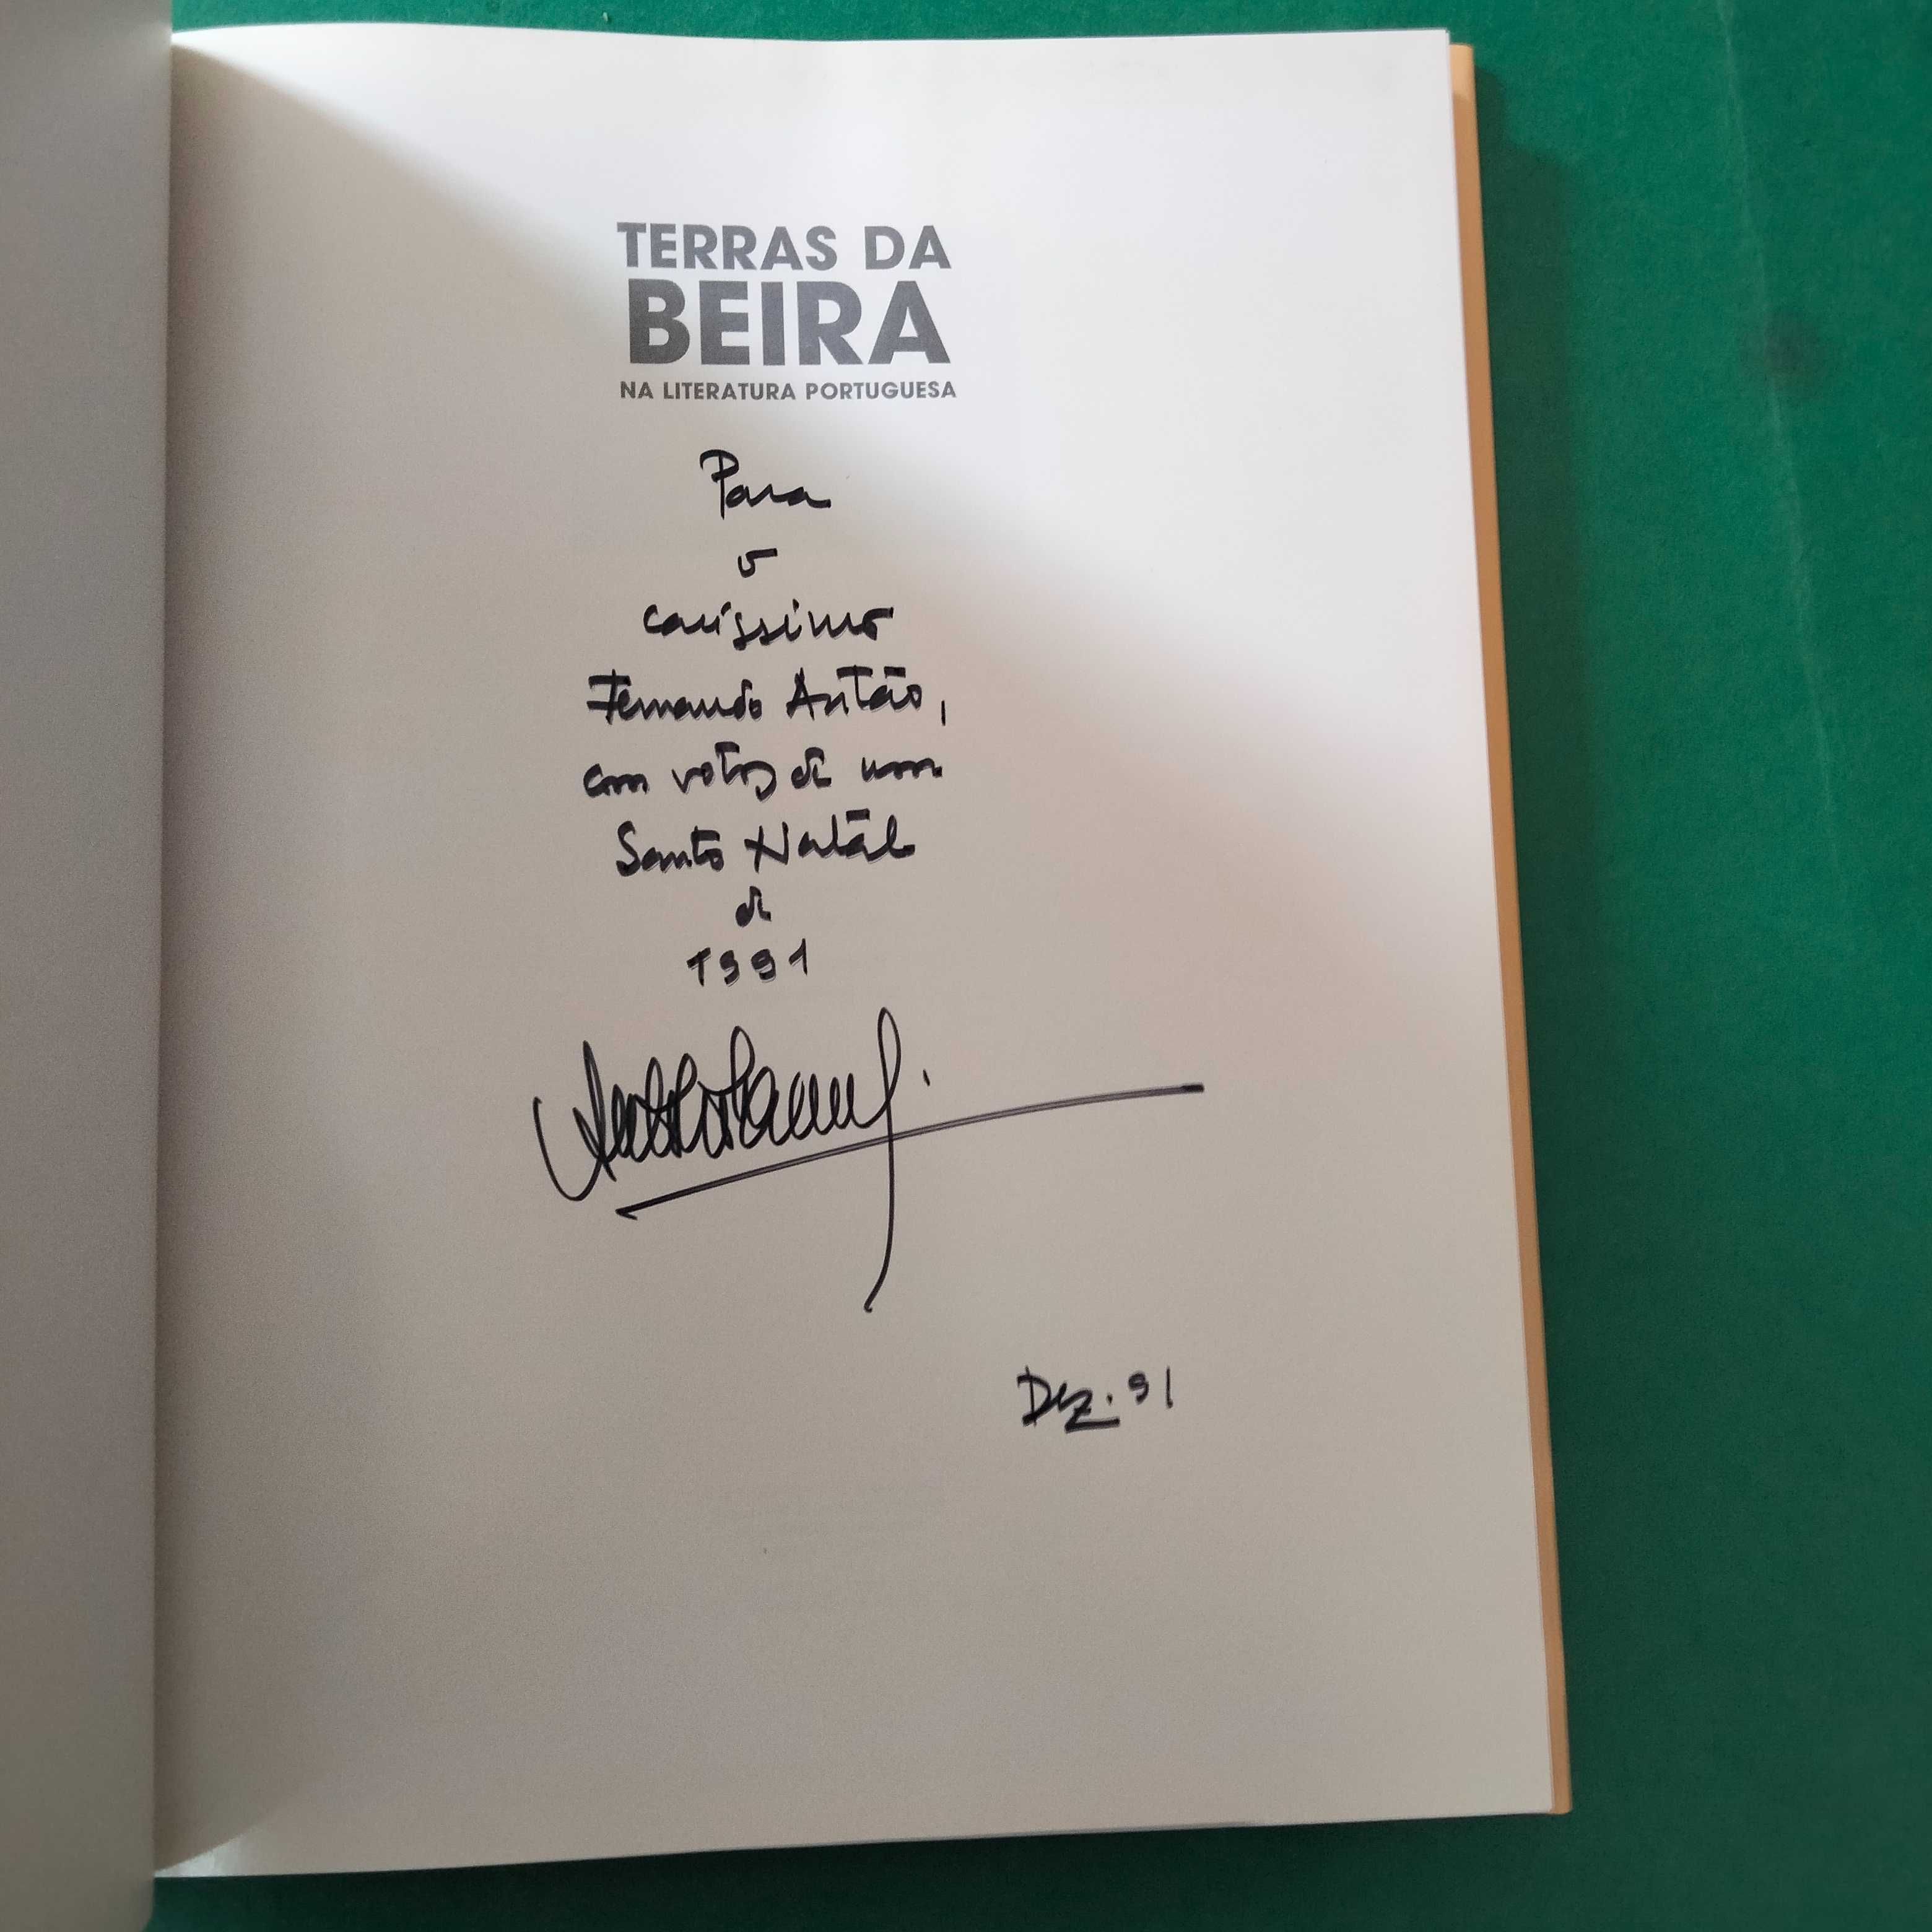 TERRAS DA
BEIRA
NA LITERATURA PORTUGUESA
Para
o
caríssimo
Fernando Antão,
com votos de um
Santo Natal
de
1991
Dez. 91